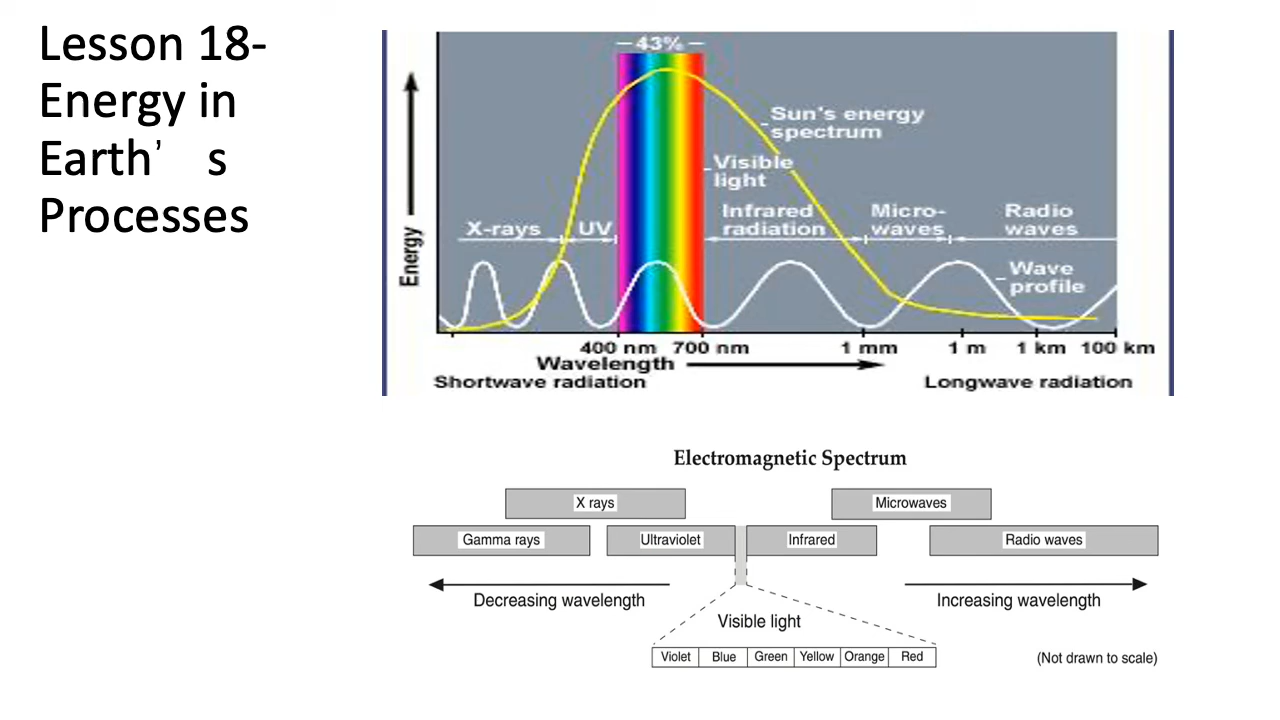 Lesson 18-
Energy in
Earth’ s
Processes
43%
Sun's energy
spectrum
Visible
light
Infrared
radiation
Micro-
waves
Radio
waves
X-rays
UV
Wave
profile
Energy
400 nm 700 nm 1 mm 1 m 1 km 100 km
Wavelength
Shortwave radiation Longwave radiation
Electromagnetic Spectrum
X rays Microwaves
Gamma rays Ultraviolet Infrared Radio waves
Decreasing wavelength Increasing wavelength
Visible light
Violet Blue Green Yellow Orange Red
(Not drawn to scale)